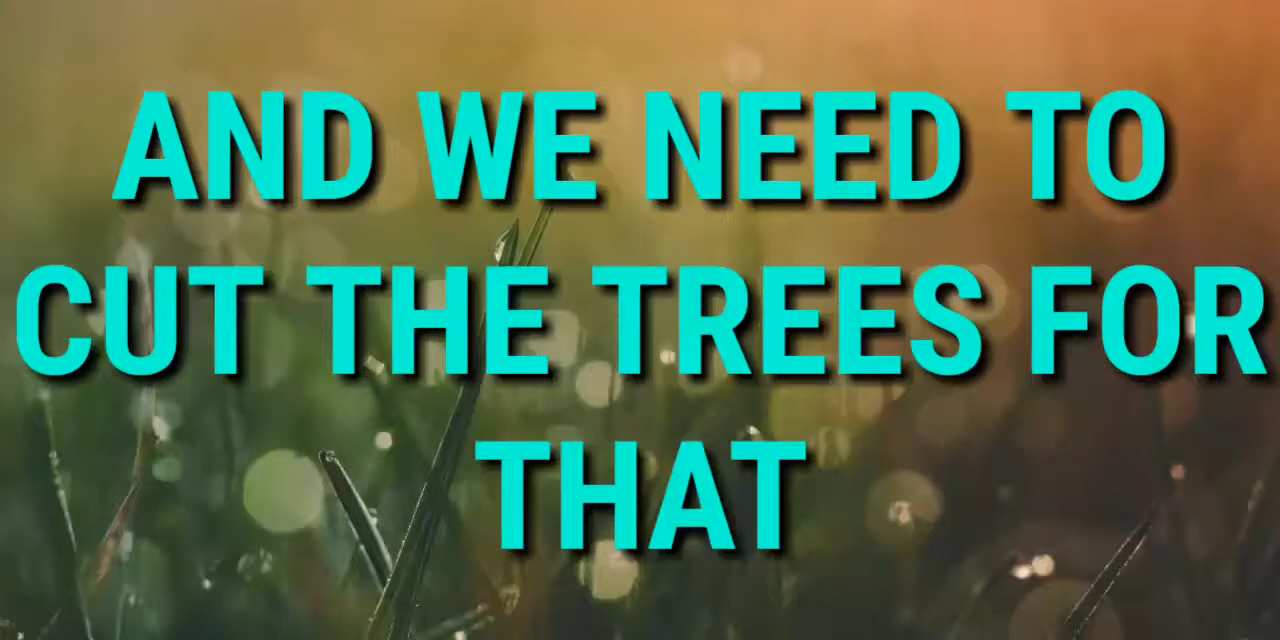 AND WE NEED TO
CUT THE TREES FOR
THAT